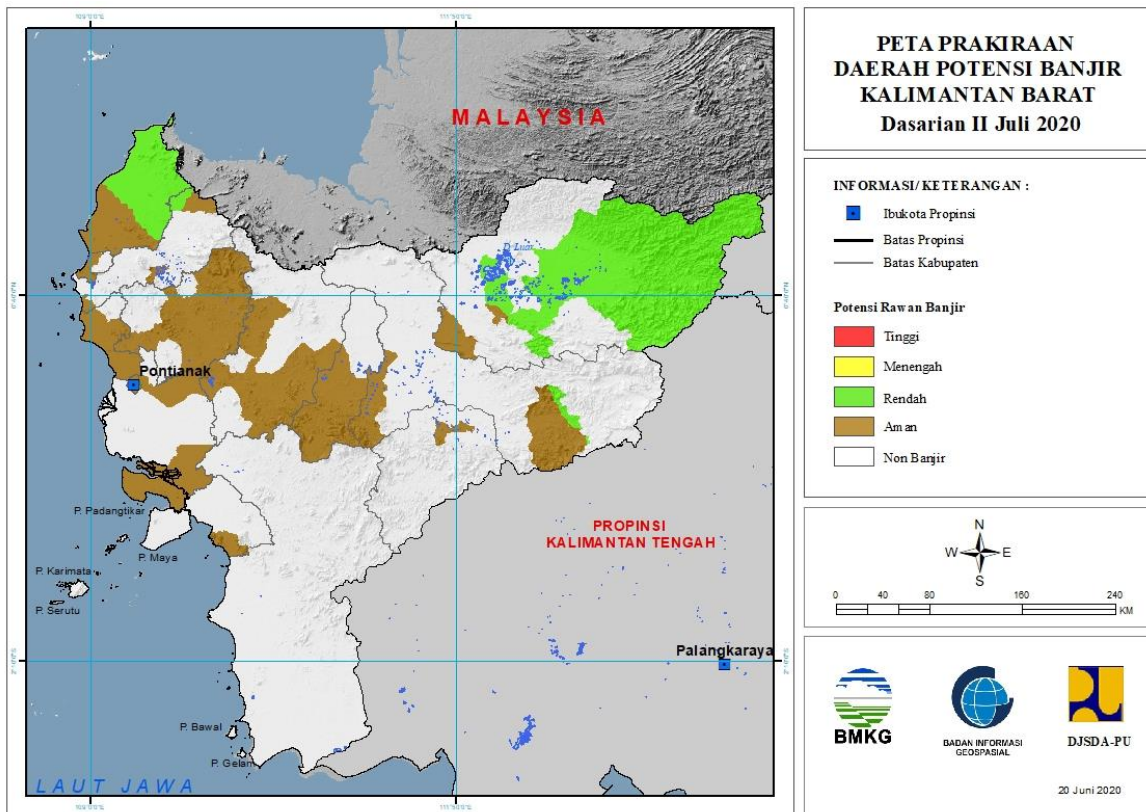 PETA PRAKIRAAN
DAERAH POTENSI BANJIR
KALIMANTAN BARAT
Dasarian II Juli 2020
INFORMASI/ KETERANGAN :
Ibukota Propinsi
Batas Propinsi
Batas Kabupaten
Potensi Rawan Banjir
Tinggi
Menengah
Rendah
Aman
Non Banjir
N
W E
S
0 40 80 160 240
KM
BMKG
BADAN INFORMASI
GEOSPASIAL
DJSDA-PU
20 Juni 2020
MALAYSIA
Pontianak
P. Padangtikar
P. Maya
P. Karimata
P. Serutu
PROPINSI
KALIMANTAN TENGAH
Palangkaraya
P. Bawal
P. Gelam
LAUT JAWA